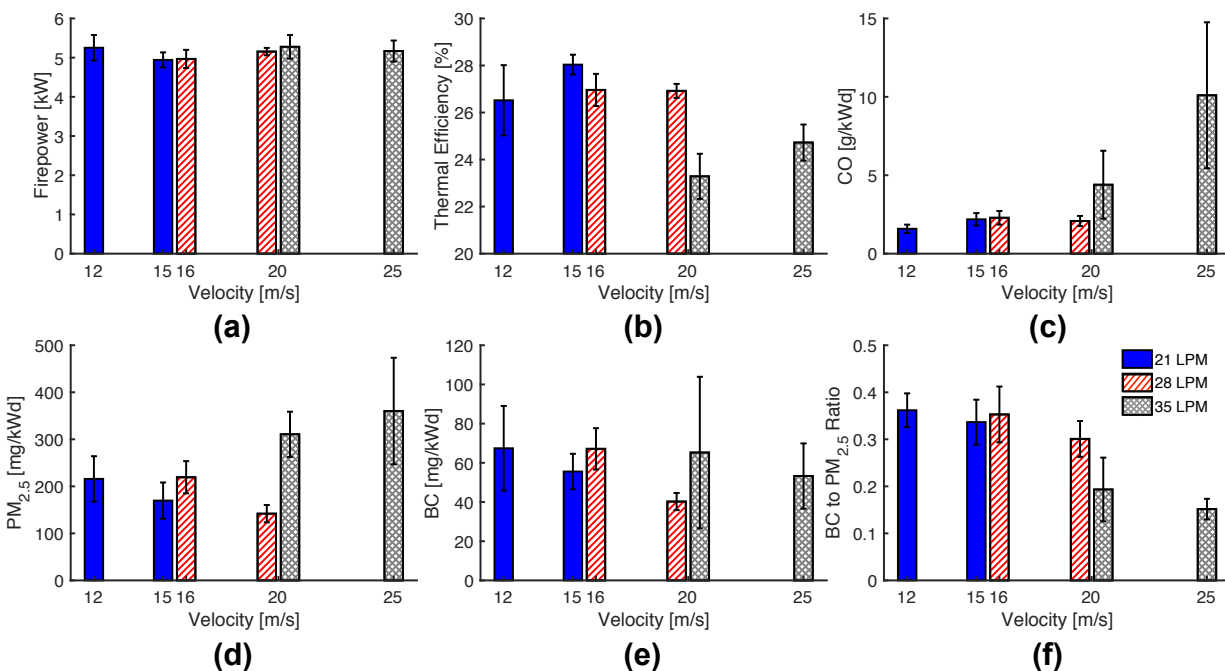 Firepower [kW]
6
5
4
3
2
1
0
12 15 16 20 25
Velocity [m/s]
(a)
Thermal Efficiency [%]
30
28
26
24
22
20
12 15 16 20 25
Velocity [m/s]
(b)
CO [g/kWd]
15
10
5
0
12 15 16 20 25
Velocity [m/s]
(c)
PM2.5 [mg/kWd]
500
400
300
200
100
0
12 15 16 20 25
Velocity [m/s]
(d)
BC [mg/kWd]
120
100
80
60
40
20
0
12 15 16 20 25
Velocity [m/s]
(e)
BC to PM2.5 Ratio
0.5
0.4
0.3
0.2
0.1
0
21 LPM
28 LPM
35 LPM
12 15 16 20 25
Velocity [m/s]
(f)